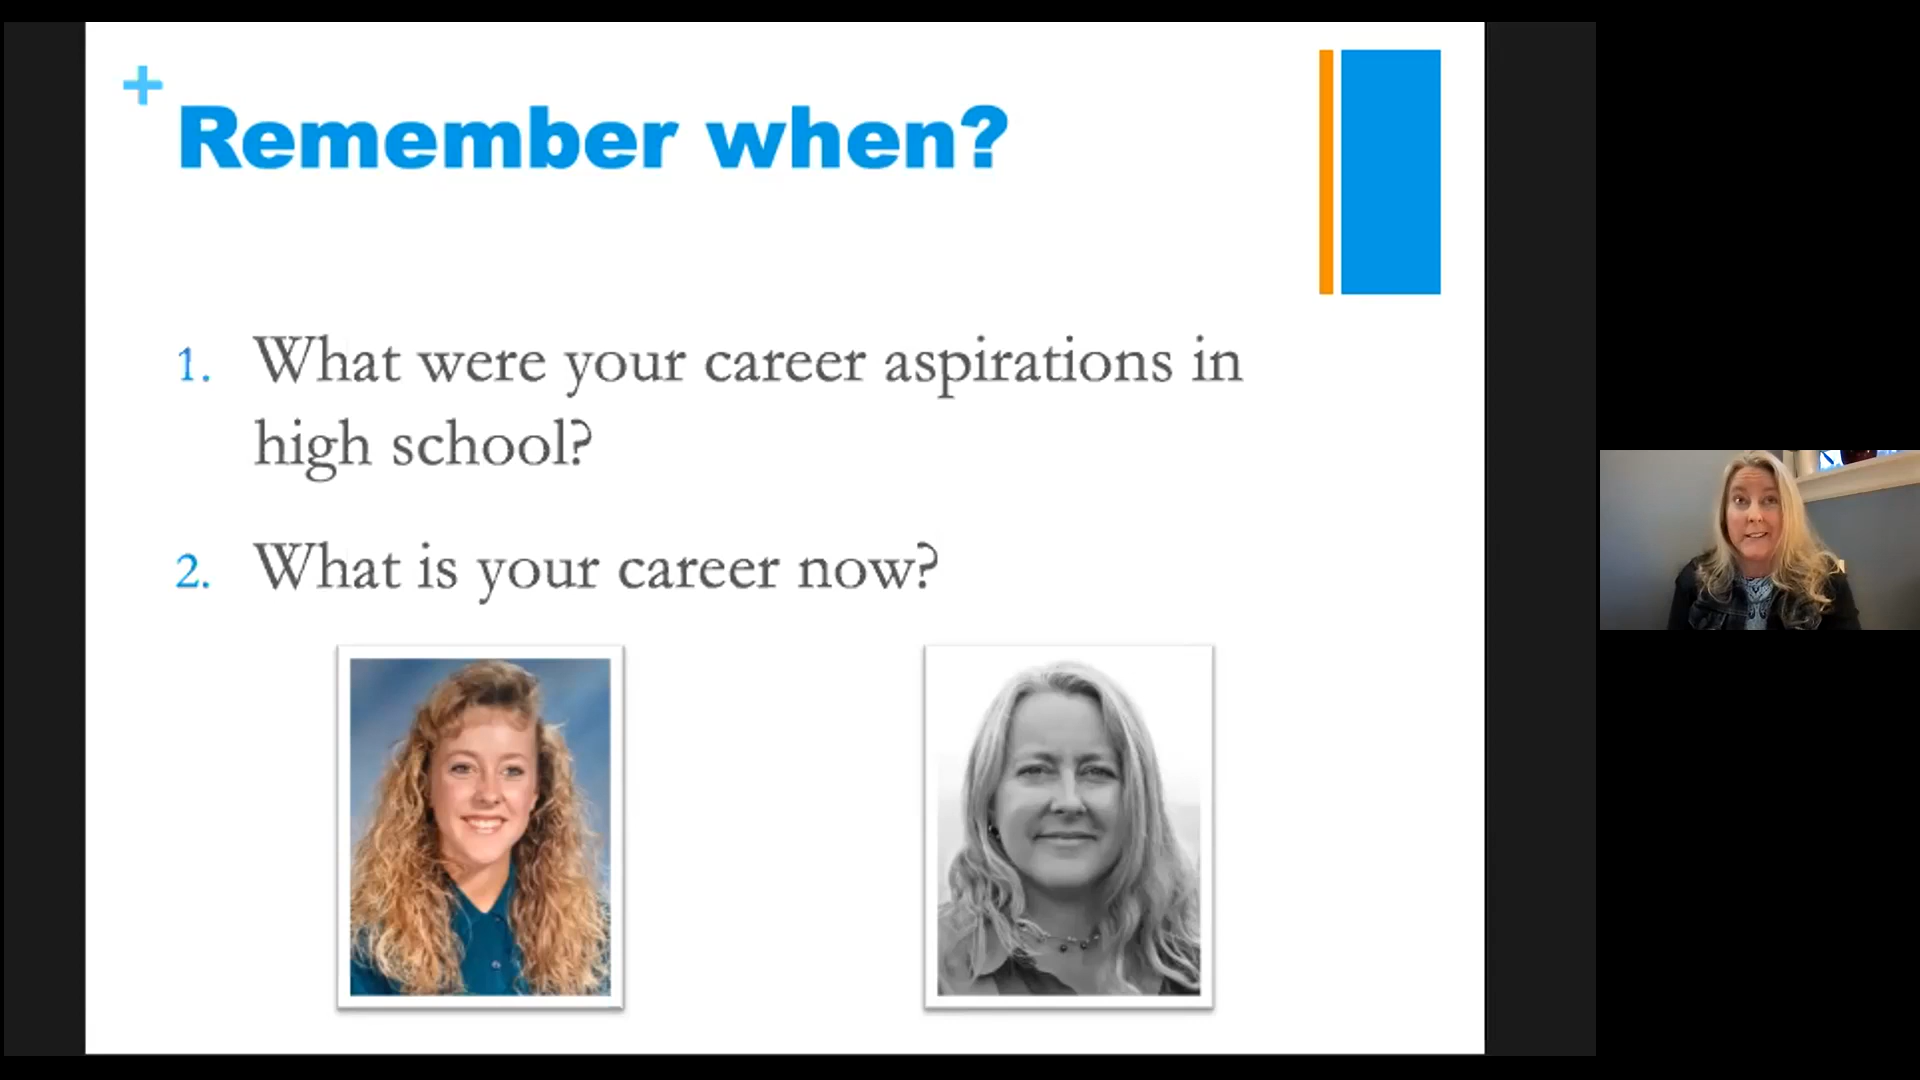 +
Remember when?
1. What were your career aspirations in
high school?
2. What is your career now?